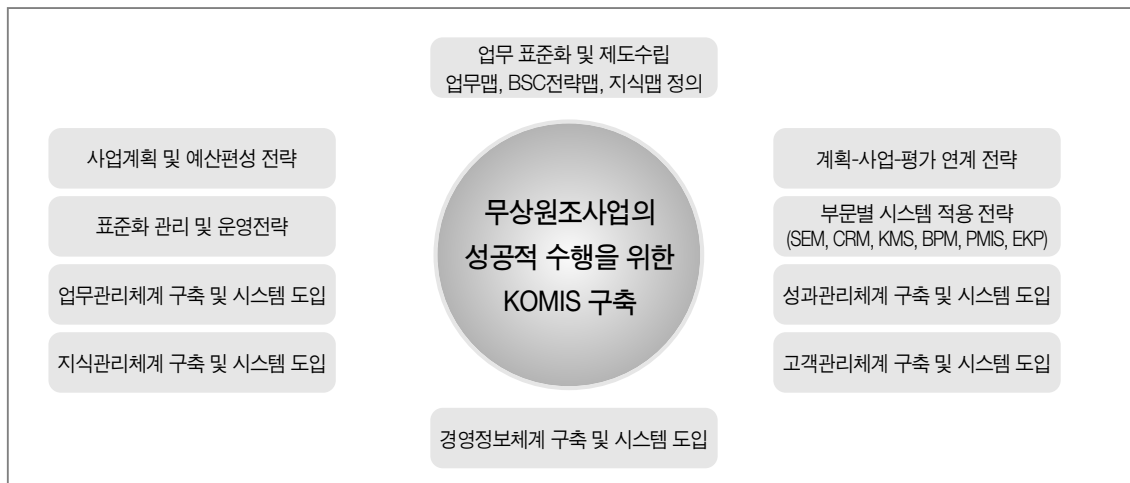 업무 표준화 및 제도수립
업무맵, BSC전략맵, 지식맵 정의
사업계획 및 예산편성 전략
표준화 관리 및 운영전략
업무관리체계 구축 및 시스템 도입
지식관리체계 구축 및 시스템 도입
무상원조사업의
성공적 수행을 위한
KOMIS 구축
계획-사업-평가 연계 전략
부문별 시스템 적용 전략
(SEM, CRM, KMS, BPM, PMIS, EKP)
성과관리체계 구축 및 시스템 도입
고객관리체계 구축 및 시스템 도입
경영정보체계 구축 및 시스템 도입